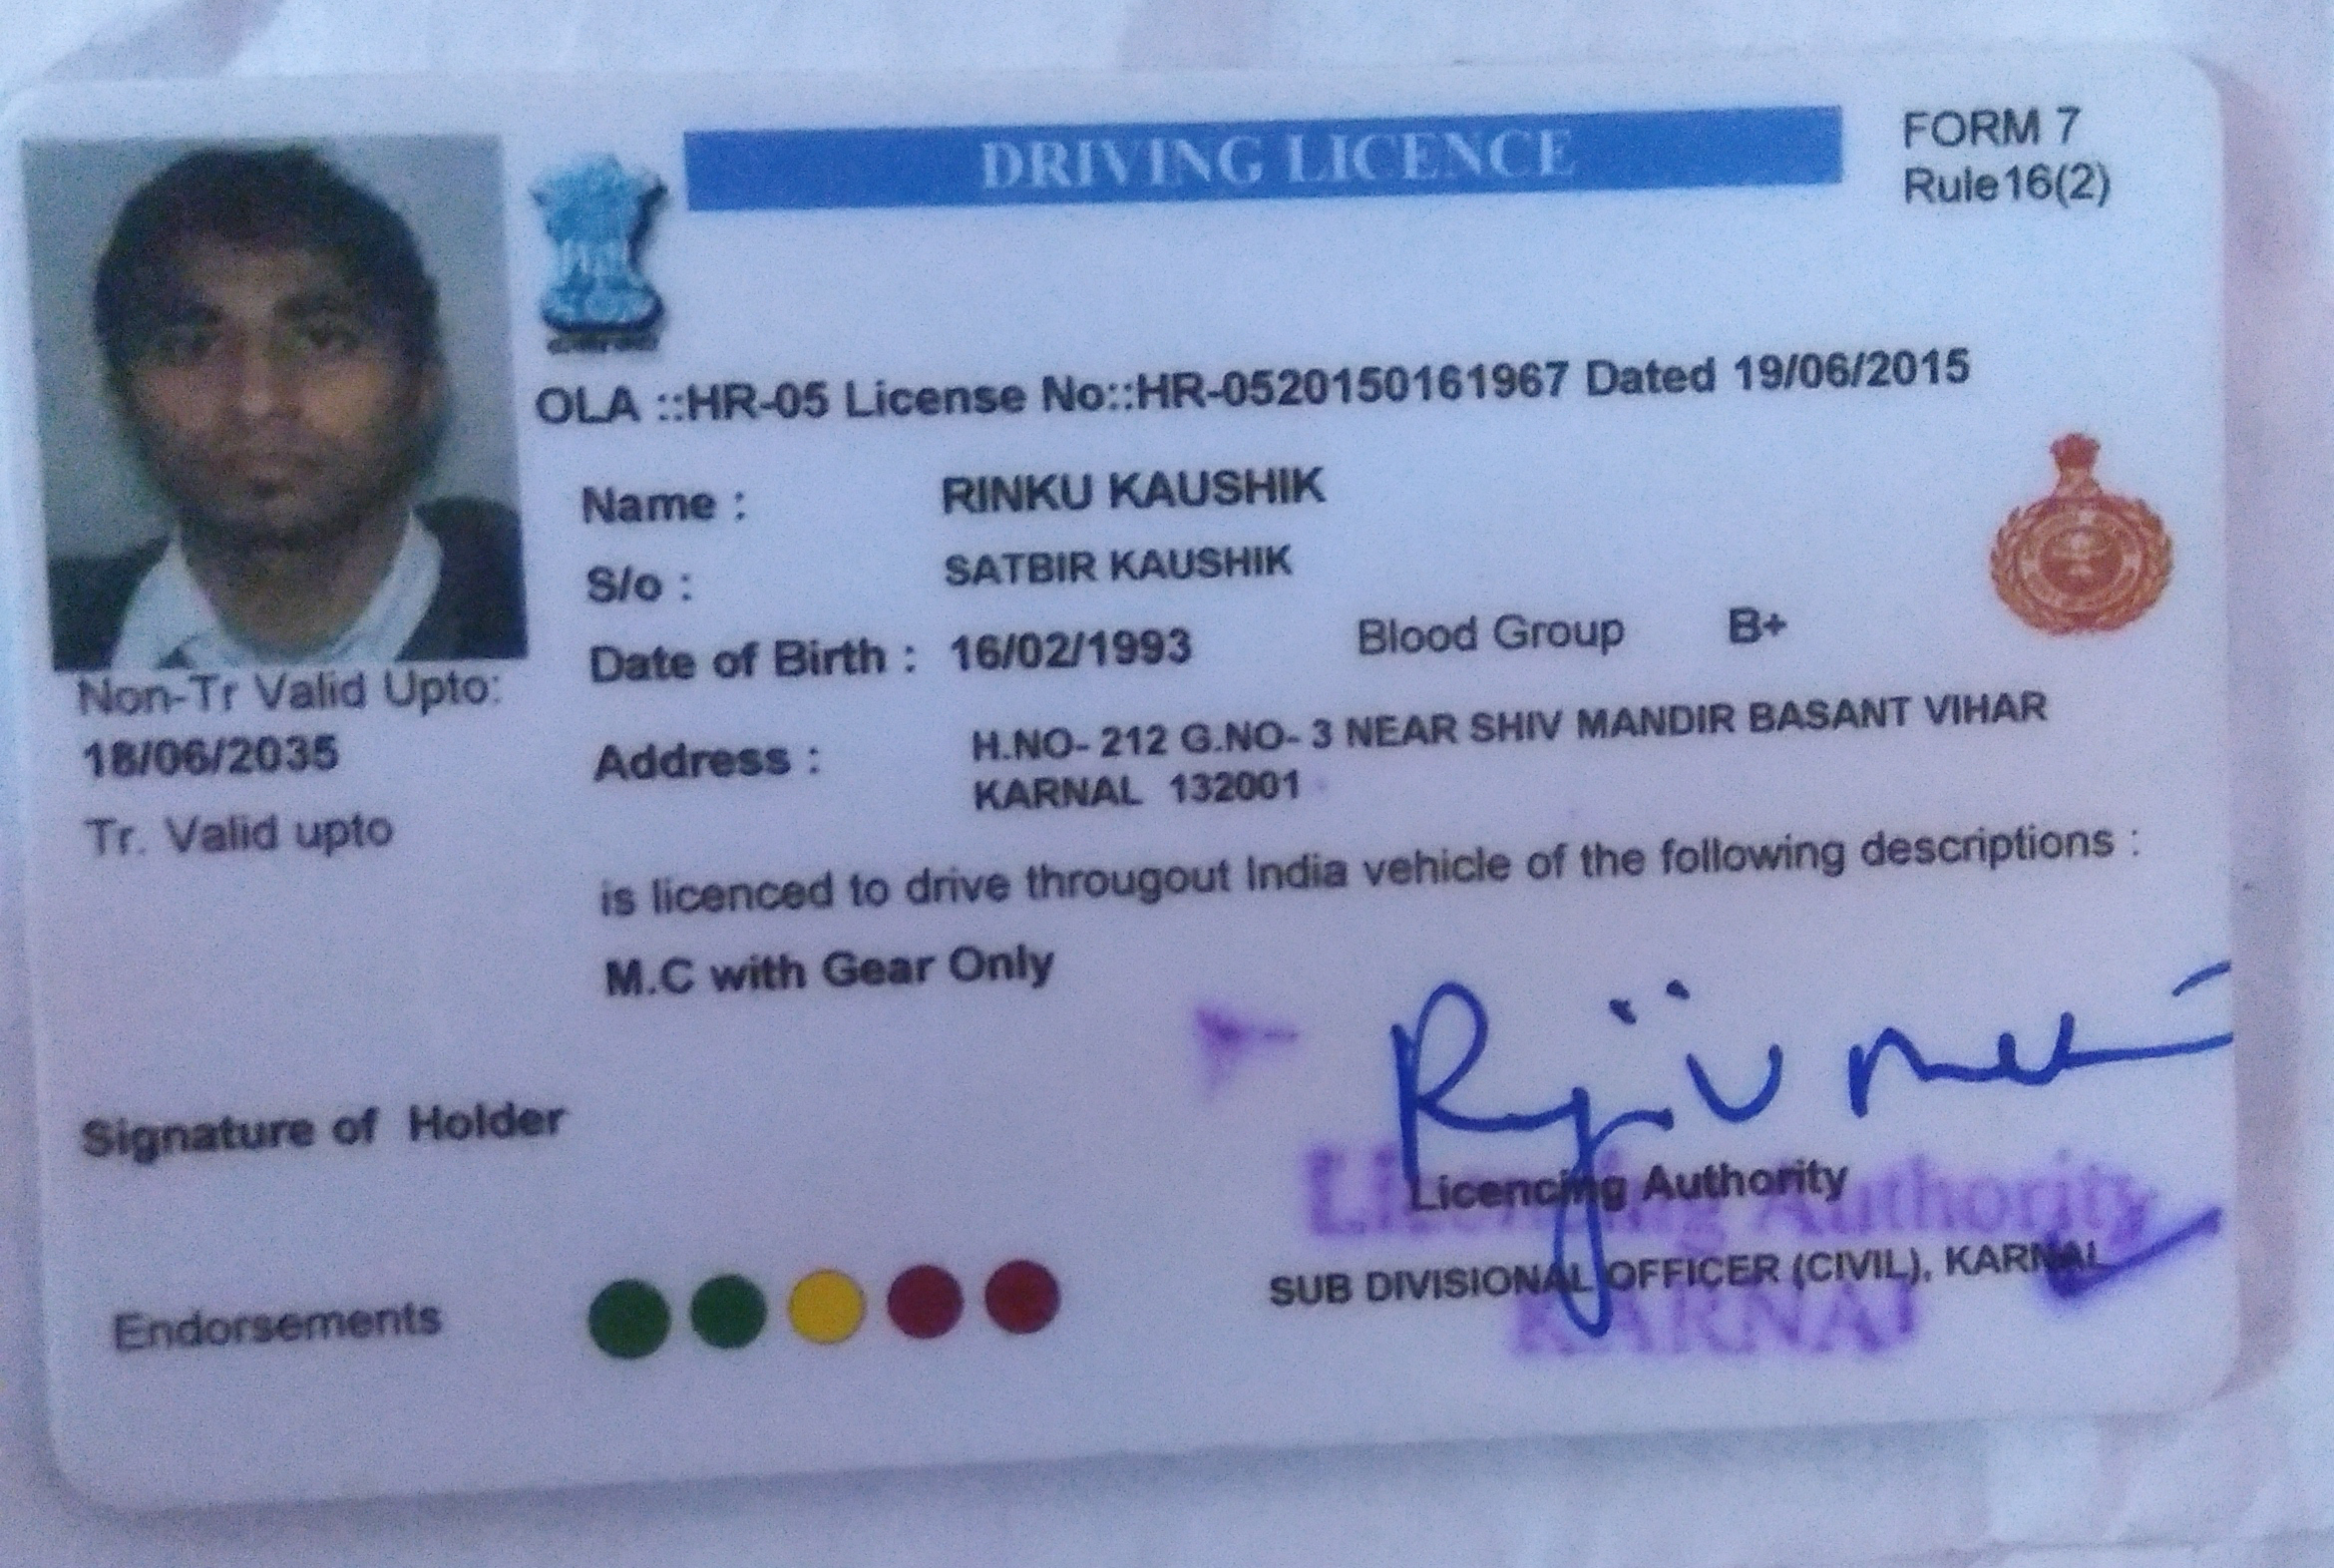 DRIVING LICENCE
FORM 7
Rule16(2)
OLA ::HR-05 License No::HR-0520150161967 Dated 19/06/2015
Name : RINKU KAUSHIK
S/o : SATBIR KAUSHIK
Date of Birth : 16/02/1993 Blood Group B+
Address : H.NO- 212 G.NO- 3 NEAR SHIV MANDIR BASANT VIHAR
KARNAL 132001
Non-Tr Valid Upto:
18/06/2035
Tr. Valid upto
is licenced to drive througout India vehicle of the following descriptions :
M.C with Gear Only
Signature of Holder
Licencing Authority
Licencing Authority
SUB DIVISIONAL OFFICER (CIVIL), KARNAL
KARNAL
Endorsements